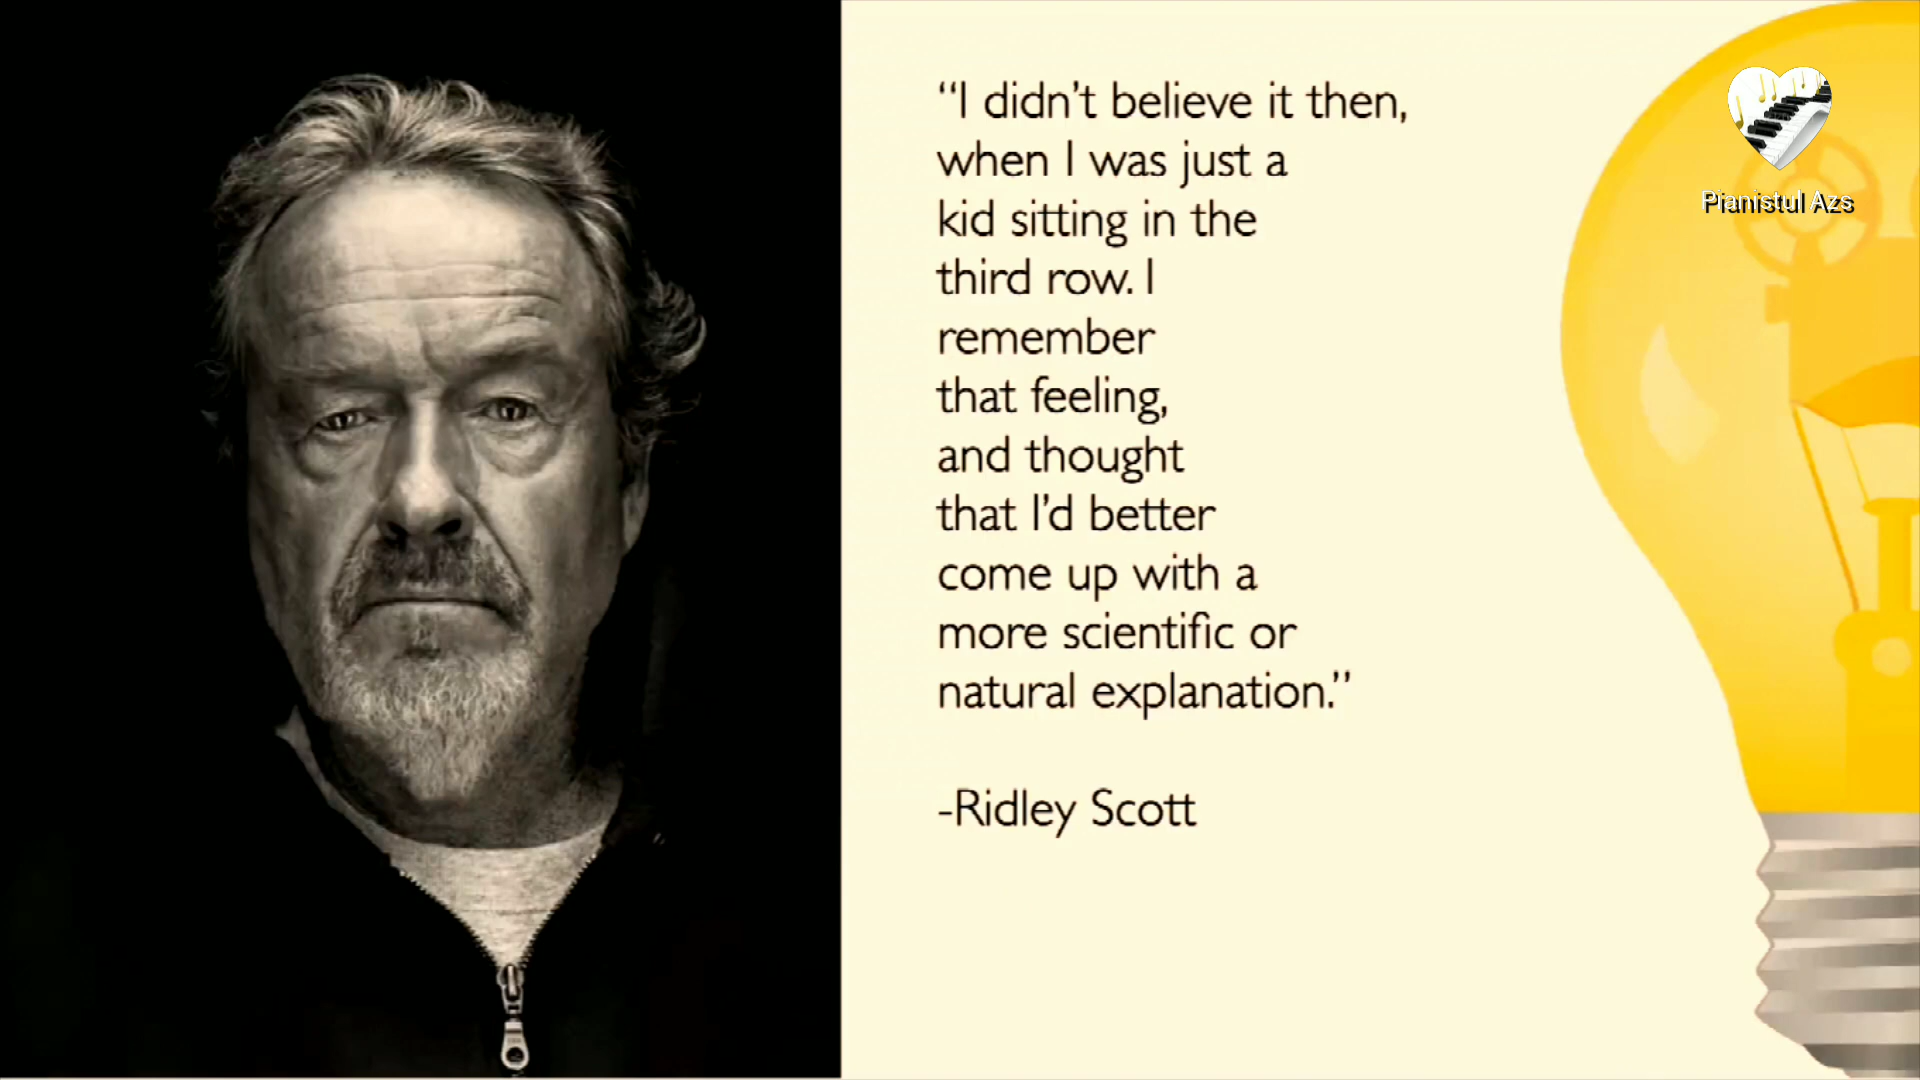 “I didn’t believe it then,
when I was just a
kid sitting in the
third row. I
remember
that feeling,
and thought
that I’d better
come up with a
more scientific or
natural explanation.”
-Ridley Scott
Pianistul Azs